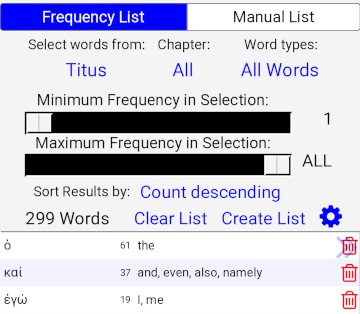 Frequency List Manual List
Select words from: Chapter: Word types:
Titus All All Words
Minimum Frequency in Selection:
1
Maximum Frequency in Selection:
ALL
Sort Results by: Count descending
299 Words Clear List Create List
ὁ 61 the
καί 37 and, even, also, namely
ἐγώ 19 I, me